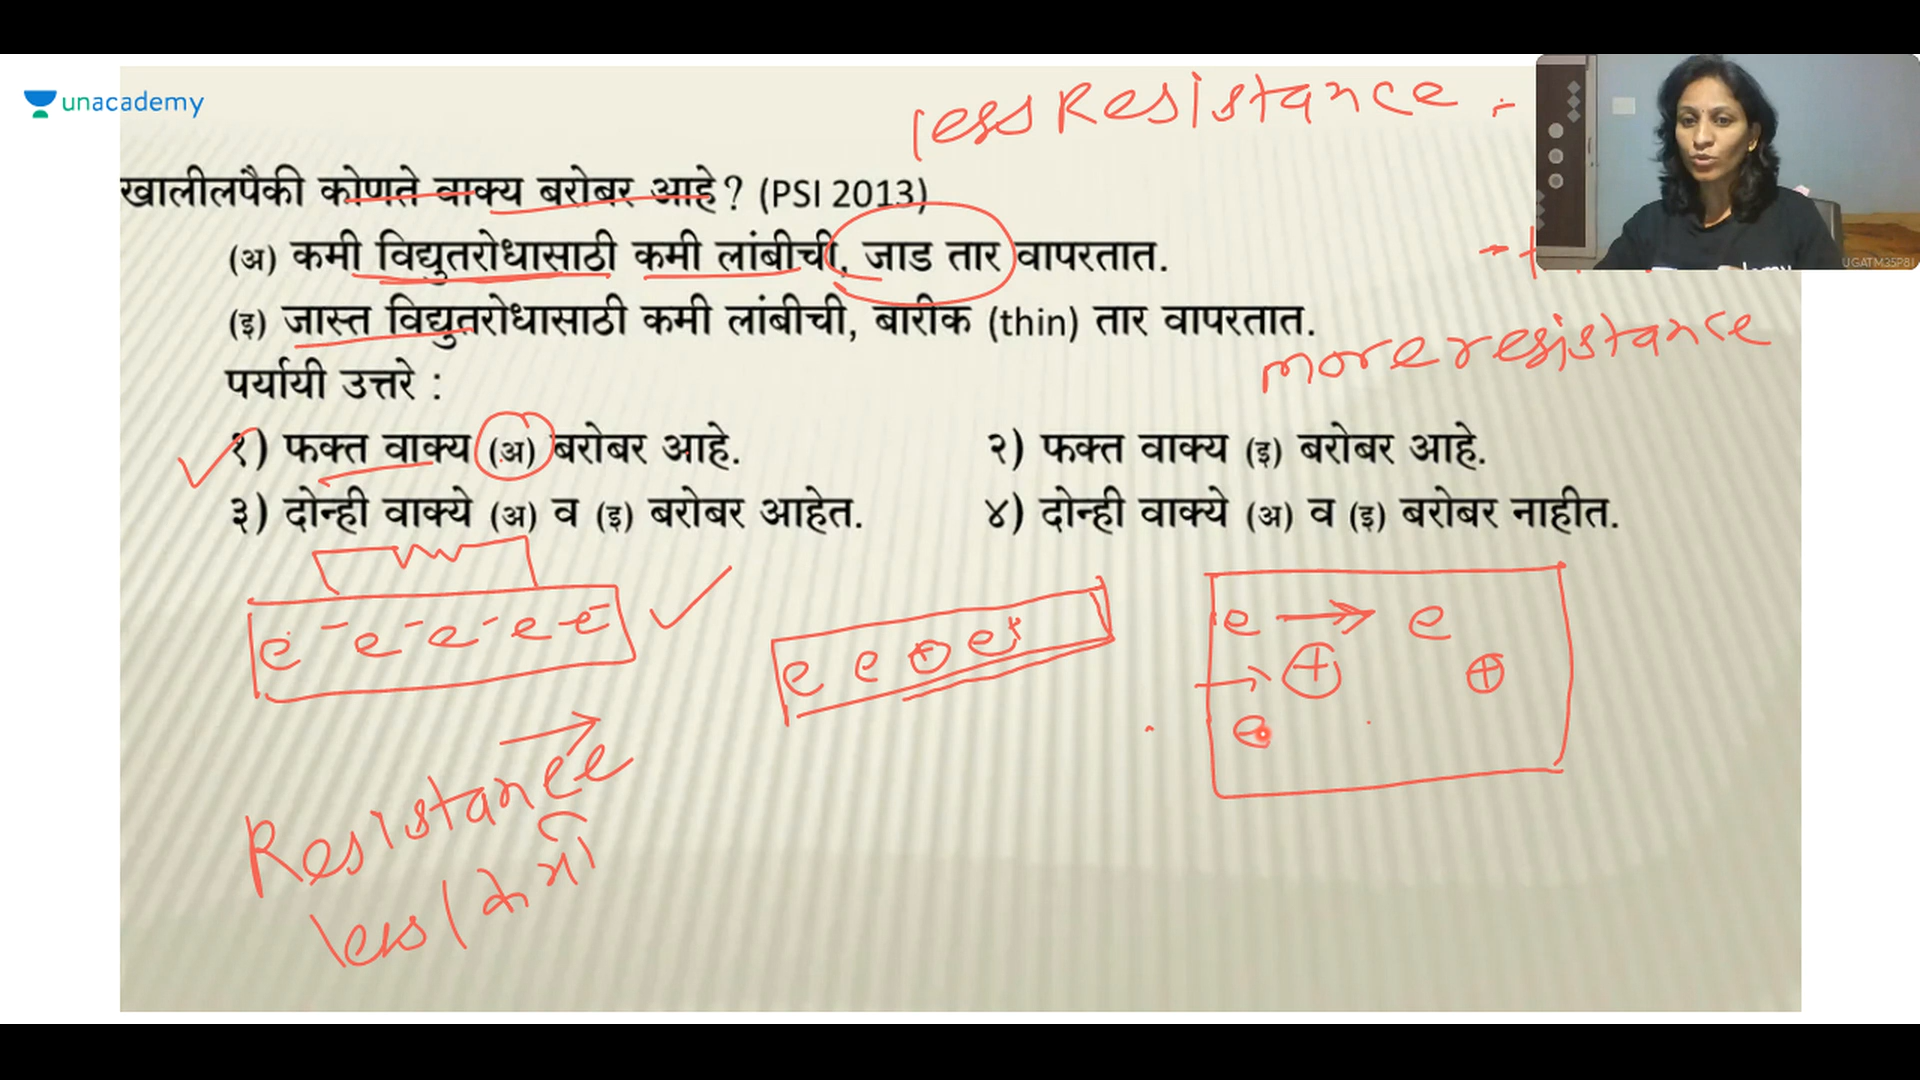 less Resistance
unacademy
खालीलपैकी कोणते वाक्य बरोबर आहे? (PSI 2013)
(अ) कमी विद्युतरोधासाठी कमी लांबीची, जाड तार वापरतात.
UGATM35P8I
(इ) जास्त विद्युतरोधासाठी कमी लांबीची, बारीक (thin) तार वापरतात.
more resistance
पर्यायी उत्तरे :
१) फक्त वाक्य (अ) बरोबर आहे.
२) फक्त वाक्य (इ) बरोबर आहे.
३) दोन्ही वाक्ये (अ) व (इ) बरोबर आहेत.
४) दोन्ही वाक्ये (अ) व (इ) बरोबर नाहीत.
e⁻ e⁻ e⁻ e e⁻
e e + e
e → e
+ +
e
Resistance
less / कमी